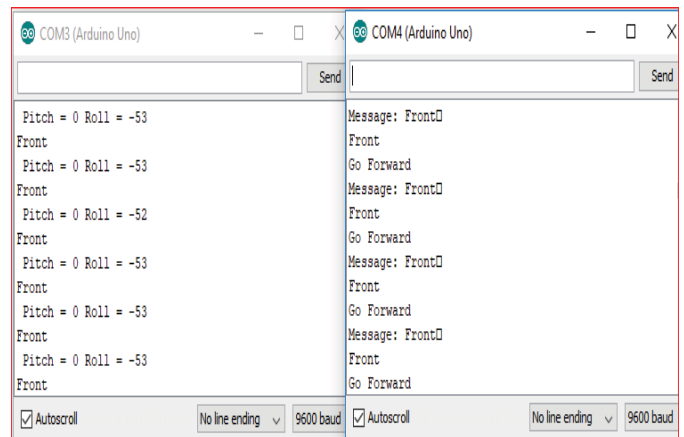 COM3 (Arduino Uno)
Send
Pitch = 0 Roll = -53
Front
Pitch = 0 Roll = -53
Front
Pitch = 0 Roll = -52
Front
Pitch = 0 Roll = -53
Front
Pitch = 0 Roll = -53
Front
Pitch = 0 Roll = -53
Front
Autoscroll
No line ending
9600 baud
COM4 (Arduino Uno)
Send
Message: Front▯
Front
Go Forward
Message: Front▯
Front
Go Forward
Message: Front▯
Front
Go Forward
Message: Front▯
Front
Go Forward
Autoscroll
No line ending
9600 baud